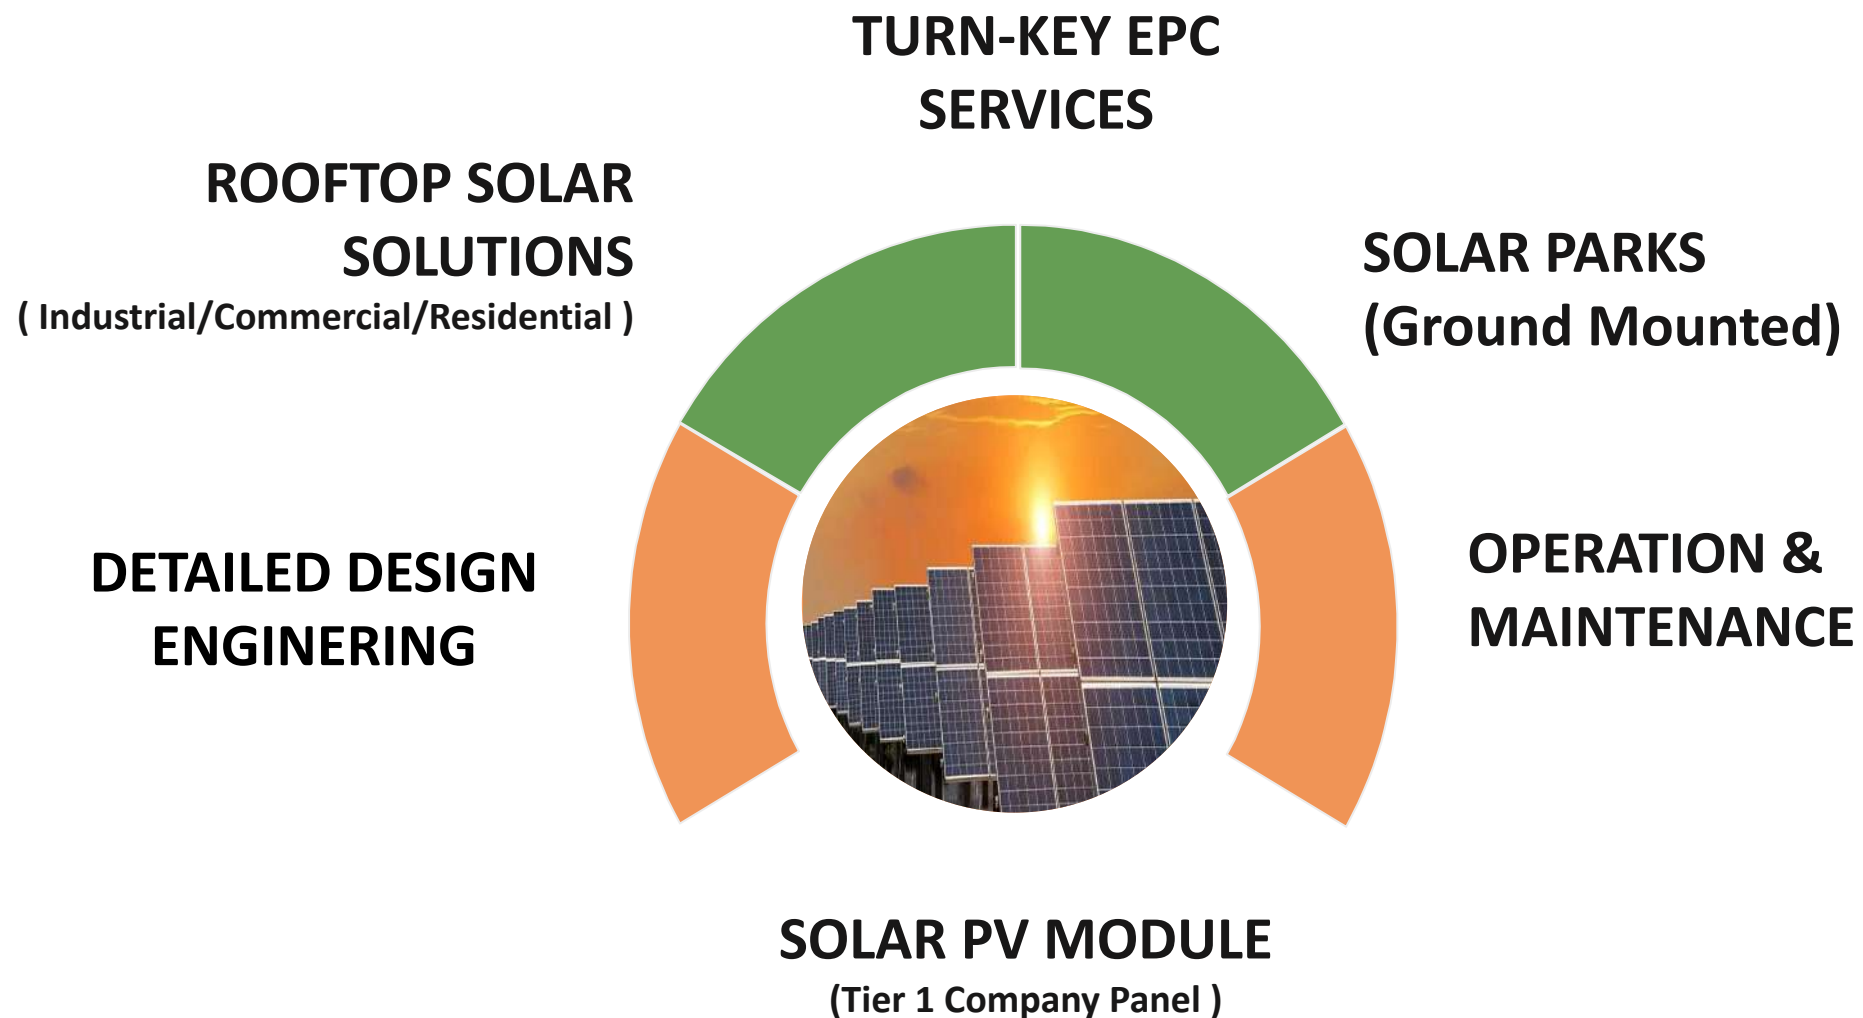 TURN-KEY EPC
SERVICES
ROOFTOP SOLAR
SOLUTIONS
( Industrial/Commercial/Residential )
SOLAR PARKS
(Ground Mounted)
DETAILED DESIGN
ENGINERING
OPERATION &
MAINTENANCE
SOLAR PV MODULE
(Tier 1 Company Panel )